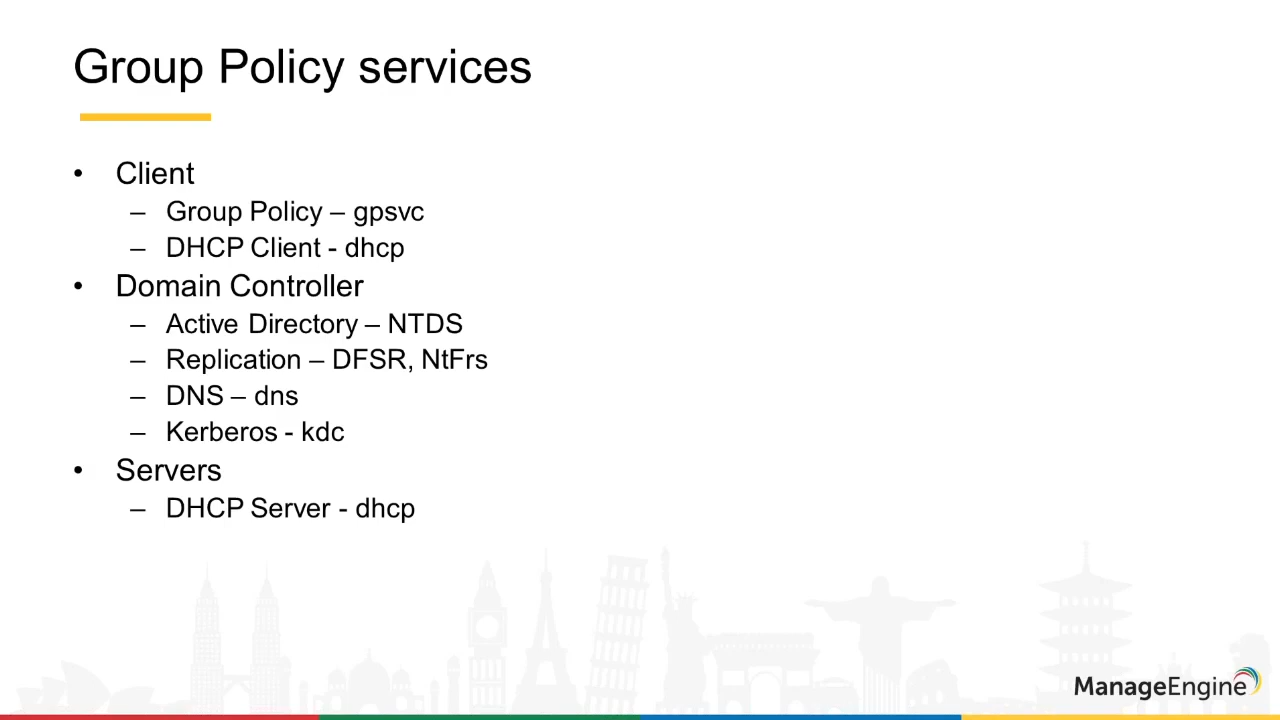 Group Policy services
• Client
– Group Policy – gpsvc
– DHCP Client - dhcp
• Domain Controller
– Active Directory – NTDS
– Replication – DFSR, NtFrs
– DNS – dns
– Kerberos - kdc
• Servers
– DHCP Server - dhcp
ManageEngine